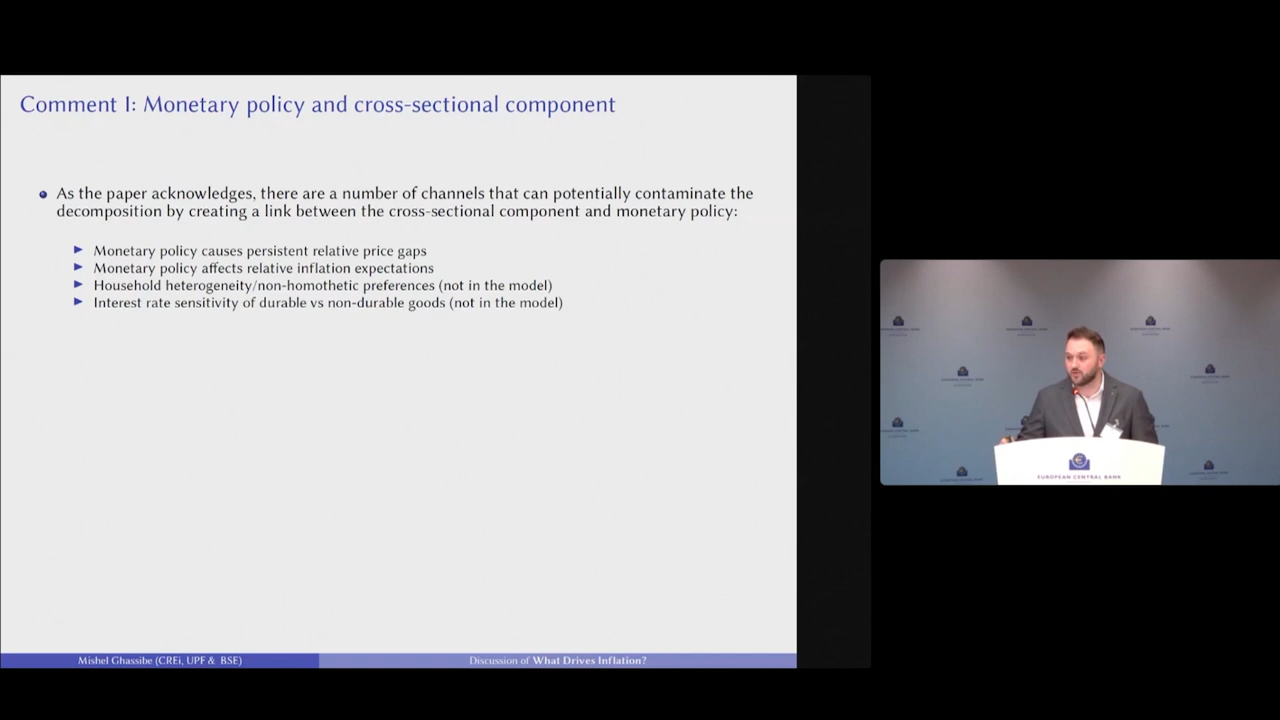 Comment I: Monetary policy and cross-sectional component
As the paper acknowledges, there are a number of channels that can potentially contaminate the
decomposition by creating a link between the cross-sectional component and monetary policy:
Monetary policy causes persistent relative price gaps
Monetary policy affects relative inflation expectations
Household heterogeneity/non-homothetic preferences (not in the model)
Interest rate sensitivity of durable vs non-durable goods (not in the model)
EUROPEAN CENTRAL BANK
Mishel Ghassibe (CREi, UPF & BSE)
Discussion of What Drives Inflation?